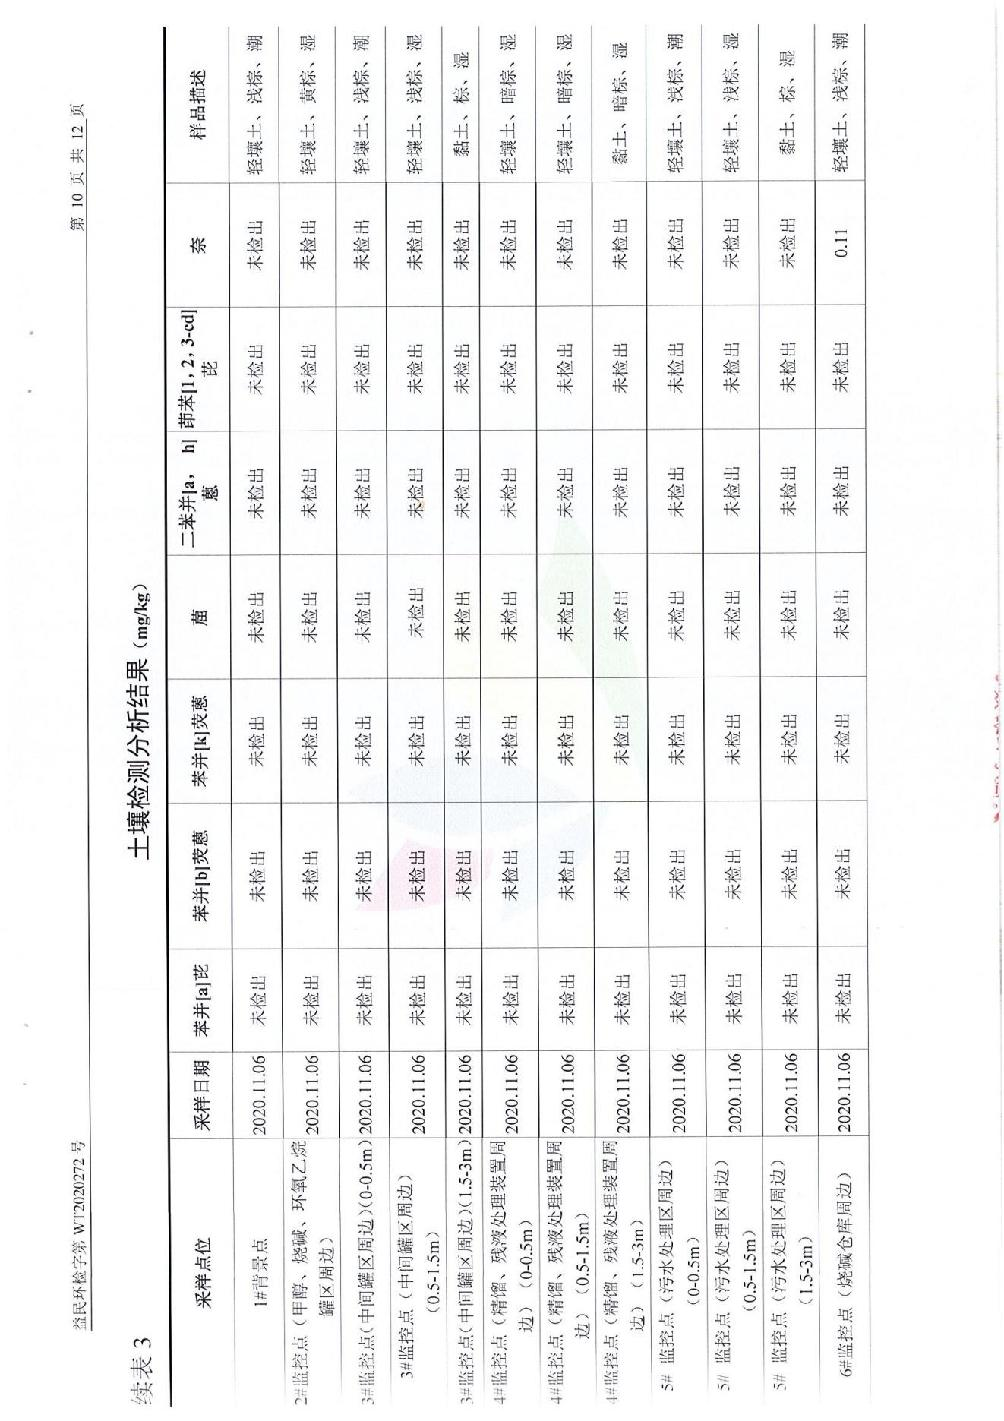 益民环检字第 WT2020272 号 第 10 页 共 12 页
续表 3 土壤检测分析结果（mg/kg）
采样点位 采样日期 苯并[a]芘 苯并[b]荧蒽 苯并[k]荧蒽 䓛 二苯并[a，h]蒽 茚苯[1，2，3-cd]芘 萘 样品描述
1#背景点 2020.11.06 未检出 未检出 未检出 未检出 未检出 未检出 未检出 轻壤土、浅棕、潮
2#监控点（甲醇、烧碱、环氧乙烷
罐区周边） 2020.11.06 未检出 未检出 未检出 未检出 未检出 未检出 未检出 轻壤土、黄棕、湿
3#监控点（中间罐区周边）（0-0.5m） 2020.11.06 未检出 未检出 未检出 未检出 未检出 未检出 未检出 轻壤土、浅棕、潮
3#监控点（中间罐区周边）
（0.5-1.5m） 2020.11.06 未检出 未检出 未检出 未检出 未检出 未检出 未检出 轻壤土、浅棕、湿
3#监控点（中间罐区周边）（1.5-3m） 2020.11.06 未检出 未检出 未检出 未检出 未检出 未检出 未检出 黏土、棕、湿
4#监控点（精馏、残液处理装置周
边）（0-0.5m） 2020.11.06 未检出 未检出 未检出 未检出 未检出 未检出 未检出 轻壤土、暗棕、湿
4#监控点（精馏、残液处理装置周
边）（0.5-1.5m） 2020.11.06 未检出 未检出 未检出 未检出 未检出 未检出 未检出 轻壤土、暗棕、湿
4#监控点（精馏、残液处理装置周
边）（1.5-3m） 2020.11.06 未检出 未检出 未检出 未检出 未检出 未检出 未检出 黏土、暗棕、湿
5# 监控点（污水处理区周边）
（0-0.5m） 2020.11.06 未检出 未检出 未检出 未检出 未检出 未检出 未检出 轻壤土、浅棕、潮
5# 监控点（污水处理区周边）
（0.5-1.5m） 2020.11.06 未检出 未检出 未检出 未检出 未检出 未检出 未检出 轻壤土、浅棕、湿
5# 监控点（污水处理区周边）
（1.5-3m） 2020.11.06 未检出 未检出 未检出 未检出 未检出 未检出 未检出 黏土、棕、湿
6#监控点（烧碱仓库周边） 2020.11.06 未检出 未检出 未检出 未检出 未检出 未检出 0.11 轻壤土、浅棕、潮